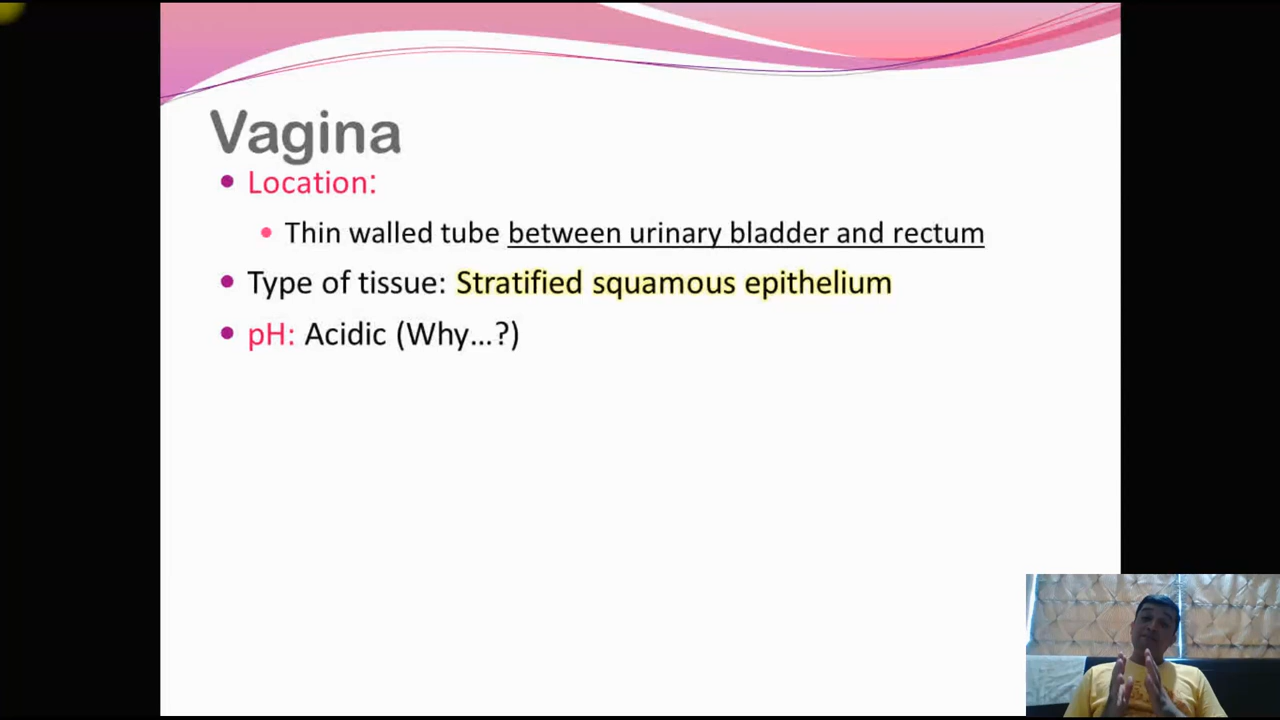 Vagina
Location:
Thin walled tube between urinary bladder and rectum
Type of tissue: Stratified squamous epithelium
pH: Acidic (Why...?)